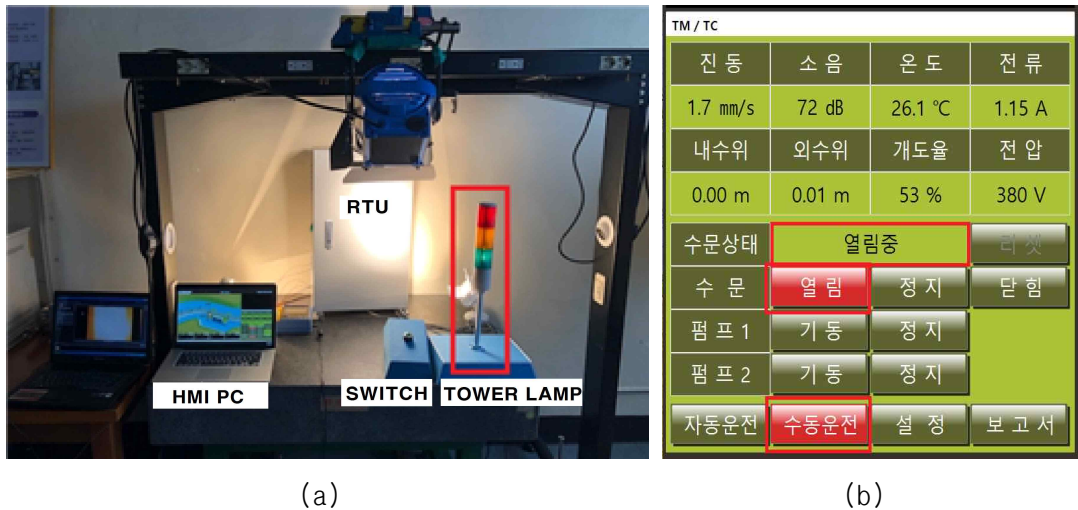 RTU
HMI PC
SWITCH
TOWER LAMP
(a)
TM / TC
진 동 소 음 온 도 전 류
1.7 mm/s 72 dB 26.1 ℃ 1.15 A
내수위 외수위 개도율 전 압
0.00 m 0.01 m 53 % 380 V
수문상태 열림중 리 셋
수 문 열 림 정 지 닫 힘
펌 프 1 기 동 정 지
펌 프 2 기 동 정 지
자동운전 수동운전 설 정 보 고 서
(b)